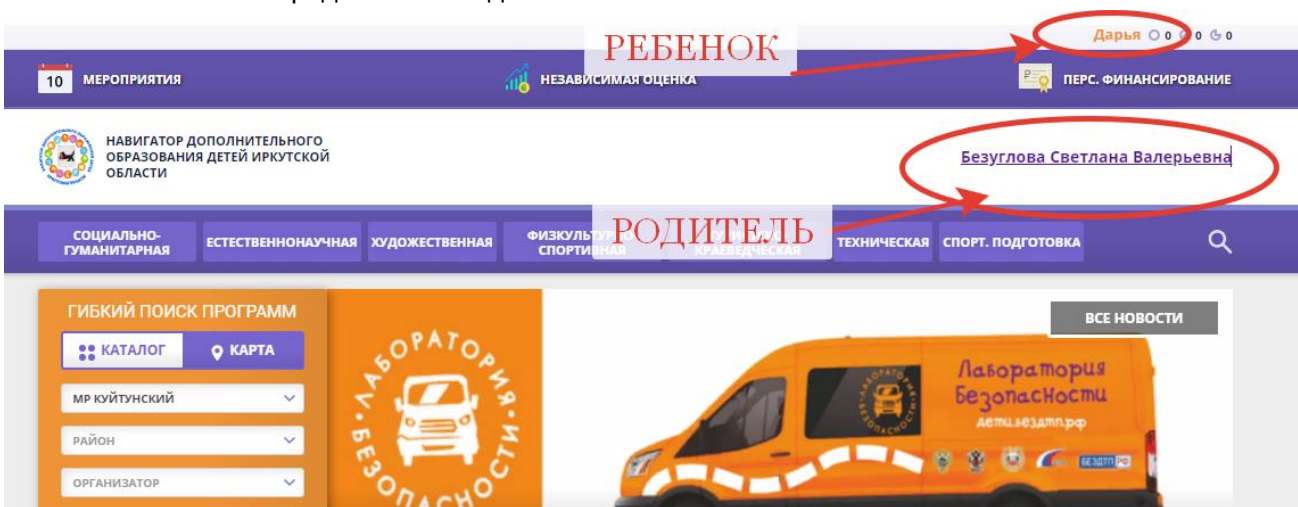 РЕБЕНОК
Дарья 0 0 0
10 МЕРОПРИЯТИЯ
НЕЗАВИСИМАЯ ОЦЕНКА
ПЕРС. ФИНАНСИРОВАНИЕ
НАВИГАТОР ДОПОЛНИТЕЛЬНОГО
ОБРАЗОВАНИЯ ДЕТЕЙ ИРКУТСКОЙ
ОБЛАСТИ
Безуглова Светлана Валерьевна
РОДИТЕЛЬ
СОЦИАЛЬНО-
ГУМАНИТАРНАЯ
ЕСТЕСТВЕННОНАУЧНАЯ
ХУДОЖЕСТВЕННАЯ
ФИЗКУЛЬТУРНО-
СПОРТИВНАЯ
КРАЕВЕДЧЕСКАЯ
ТЕХНИЧЕСКАЯ
СПОРТ. ПОДГОТОВКА
ГИБКИЙ ПОИСК ПРОГРАММ
КАТАЛОГ
КАРТА
МР КУЙТУНСКИЙ
РАЙОН
ОРГАНИЗАТОР
ЛАБОРАТОРИЯ
БЕЗОПАСНОСТИ
ВСЕ НОВОСТИ
Лаборатория
Безопасности
дети.бездтп.рф
БЕЗДТП РФ